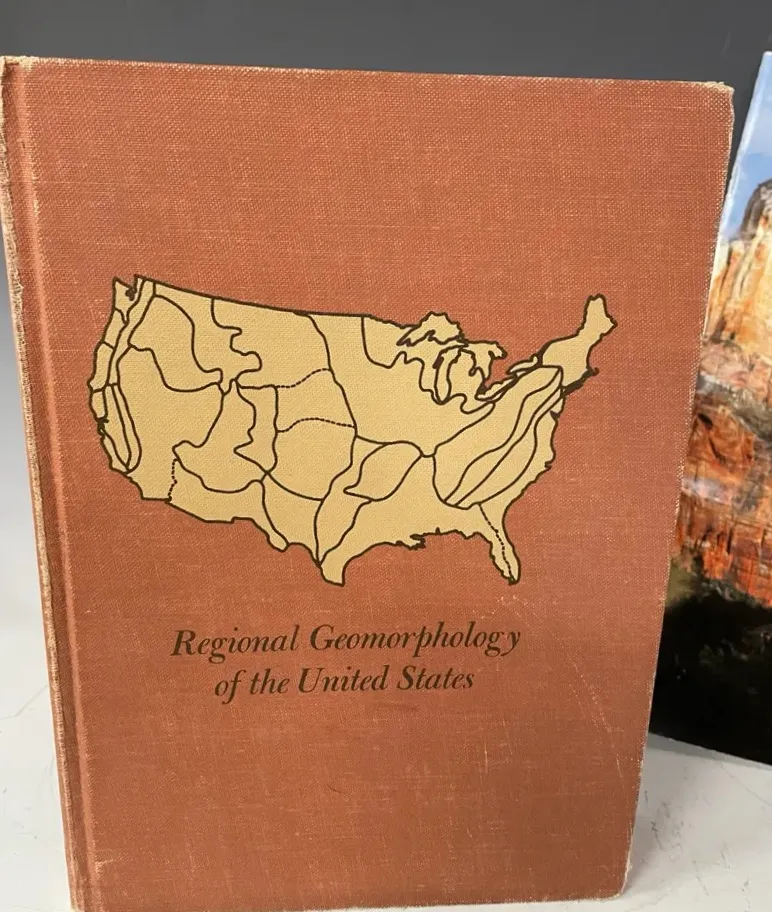 Regional Geomorphology
of the United States